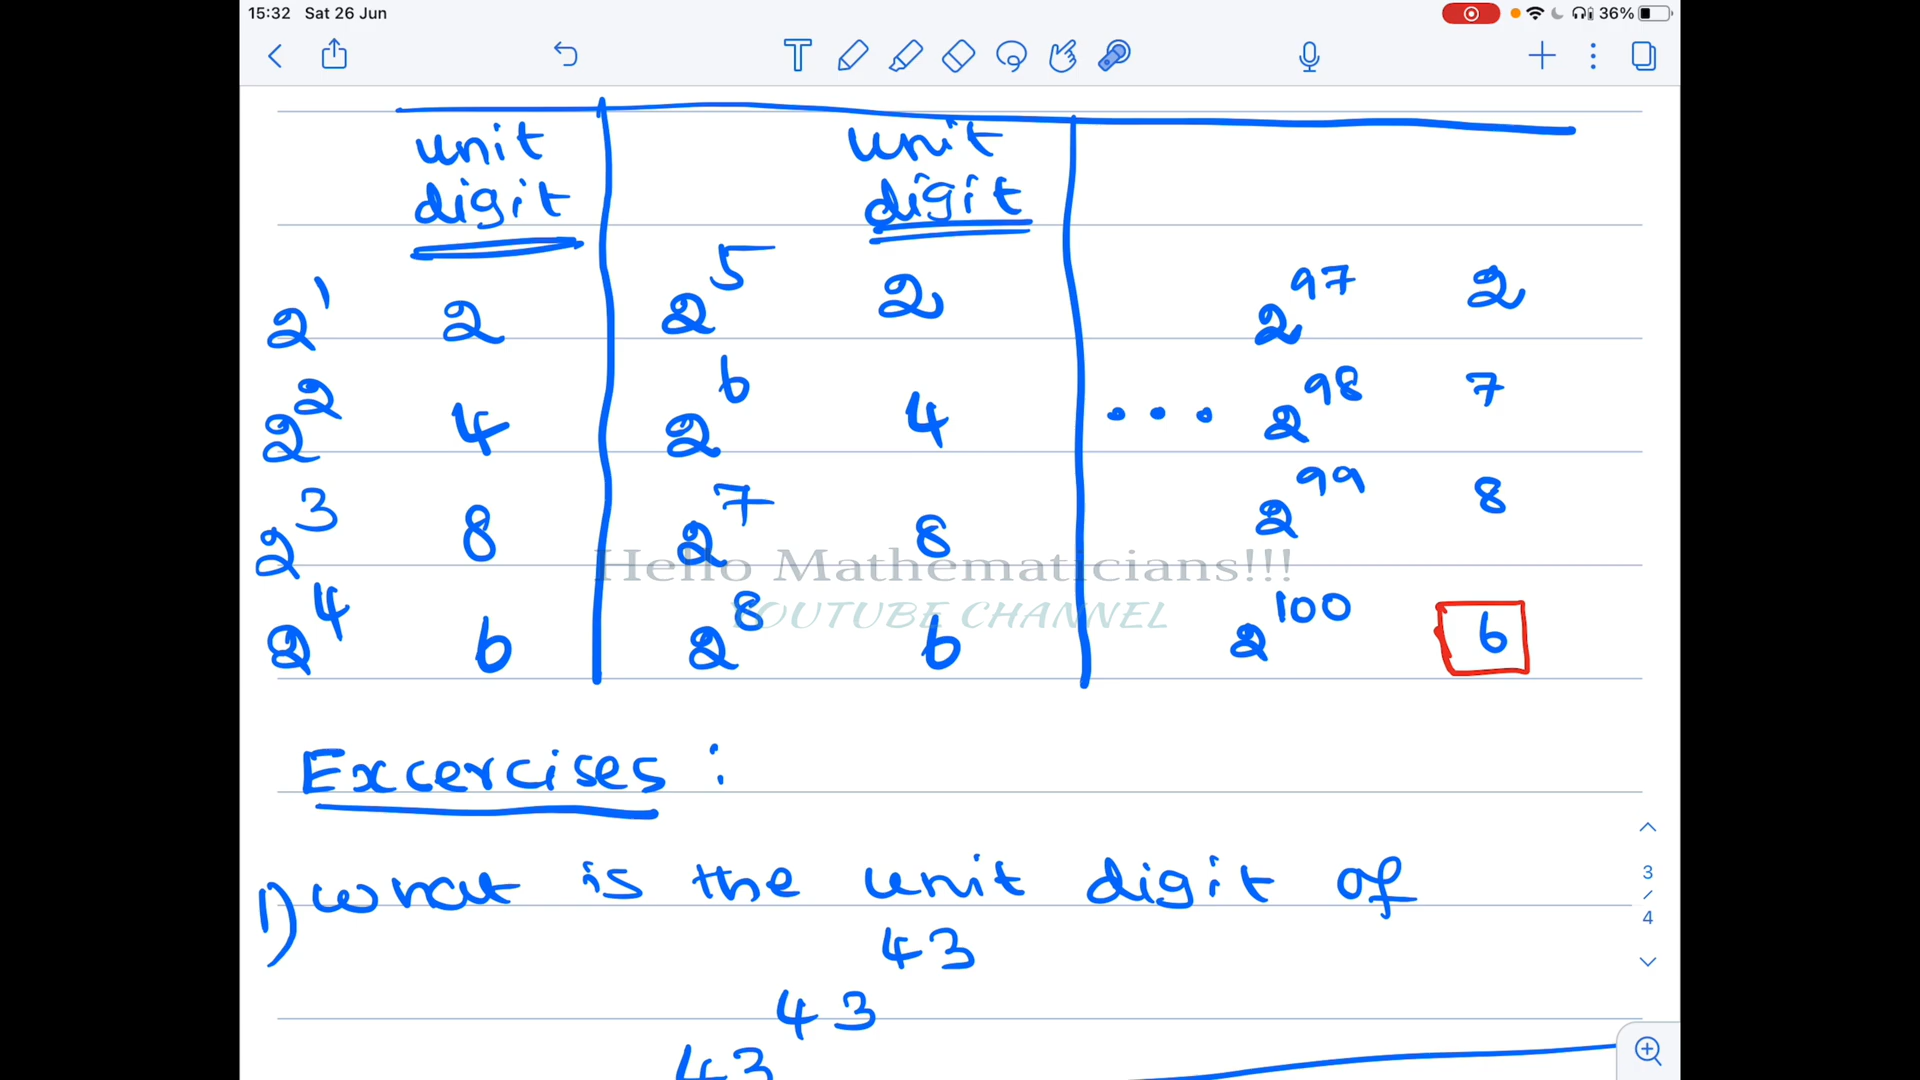 15:32 Sat 26 Jun 36%
unit unit
digit digit
2¹ 2 2⁵ 2 2⁹⁷ 2
2² 4 2⁶ 4 ... 2⁹⁸ 7
2³ 8 2⁷ 8 2⁹⁹ 8
Hello Mathematicians!!!
YOUTUBE CHANNEL
2⁴ 6 2⁸ 6 2¹⁰⁰ 6
Excercises :
1) What is the unit digit of
43
43
43
3 / 4